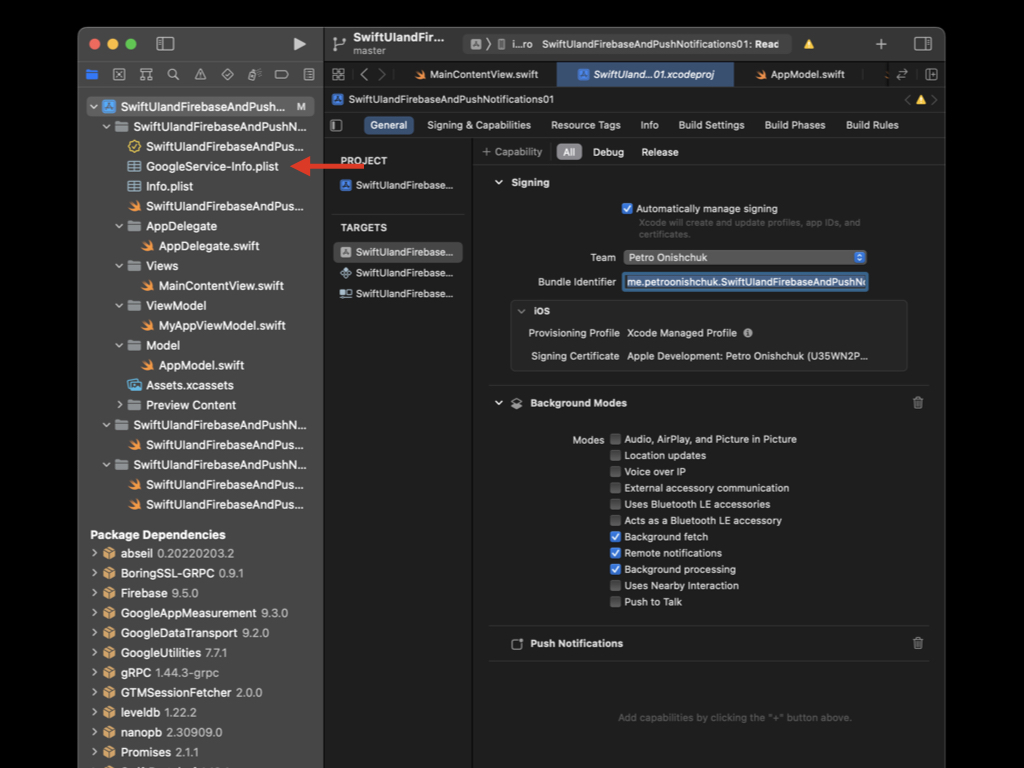 SwiftUIandFir...
master
i...ro SwiftUIandFirebaseAndPushNotifications01: Reac
MainContentView.swift
SwiftUland...01.xcodeproj
AppModel.swift
SwiftUIandFirebaseAndPush... M
SwiftUIandFirebaseAndPushN...
SwiftUIandFirebaseAndPus...
GoogleService-Info.plist
Info.plist
SwiftUIandFirebaseAndPus...
AppDelegate
AppDelegate.swift
Views
MainContentView.swift
ViewModel
MyAppViewModel.swift
Model
AppModel.swift
Assets.xcassets
Preview Content
SwiftUIandFirebaseAndPushN...
SwiftUIandFirebaseAndPus...
SwiftUIandFirebaseAndPushN...
SwiftUIandFirebaseAndPus...
SwiftUIandFirebaseAndPus...
Package Dependencies
abseil 0.20220203.2
BoringSSL-GRPC 0.9.1
Firebase 9.5.0
GoogleAppMeasurement 9.3.0
GoogleDataTransport 9.2.0
GoogleUtilities 7.7.1
gRPC 1.44.3-grpc
GTMSessionFetcher 2.0.0
leveldb 1.22.2
nanopb 2.30909.0
Promises 2.1.1
SwiftUIandFirebaseAndPushNotifications01
General Signing & Capabilities Resource Tags Info Build Settings Build Phases Build Rules
PROJECT
SwiftUIandFirebase...
TARGETS
SwiftUIandFirebase...
SwiftUIandFirebase...
SwiftUIandFirebase...
+ Capability All Debug Release
Signing
Automatically manage signing
Xcode will create and update profiles, app IDs, and
certificates.
Team Petro Onishchuk
Bundle Identifier me.petroonishchuk.SwiftUIandFirebaseAndPushNo
iOS
Provisioning Profile Xcode Managed Profile
Signing Certificate Apple Development: Petro Onishchuk (U35WN2P...
Background Modes
Modes Audio, AirPlay, and Picture in Picture
Location updates
Voice over IP
External accessory communication
Uses Bluetooth LE accessories
Acts as a Bluetooth LE accessory
Background fetch
Remote notifications
Background processing
Uses Nearby Interaction
Push to Talk
Push Notifications
Add capabilities by clicking the "+" button above.